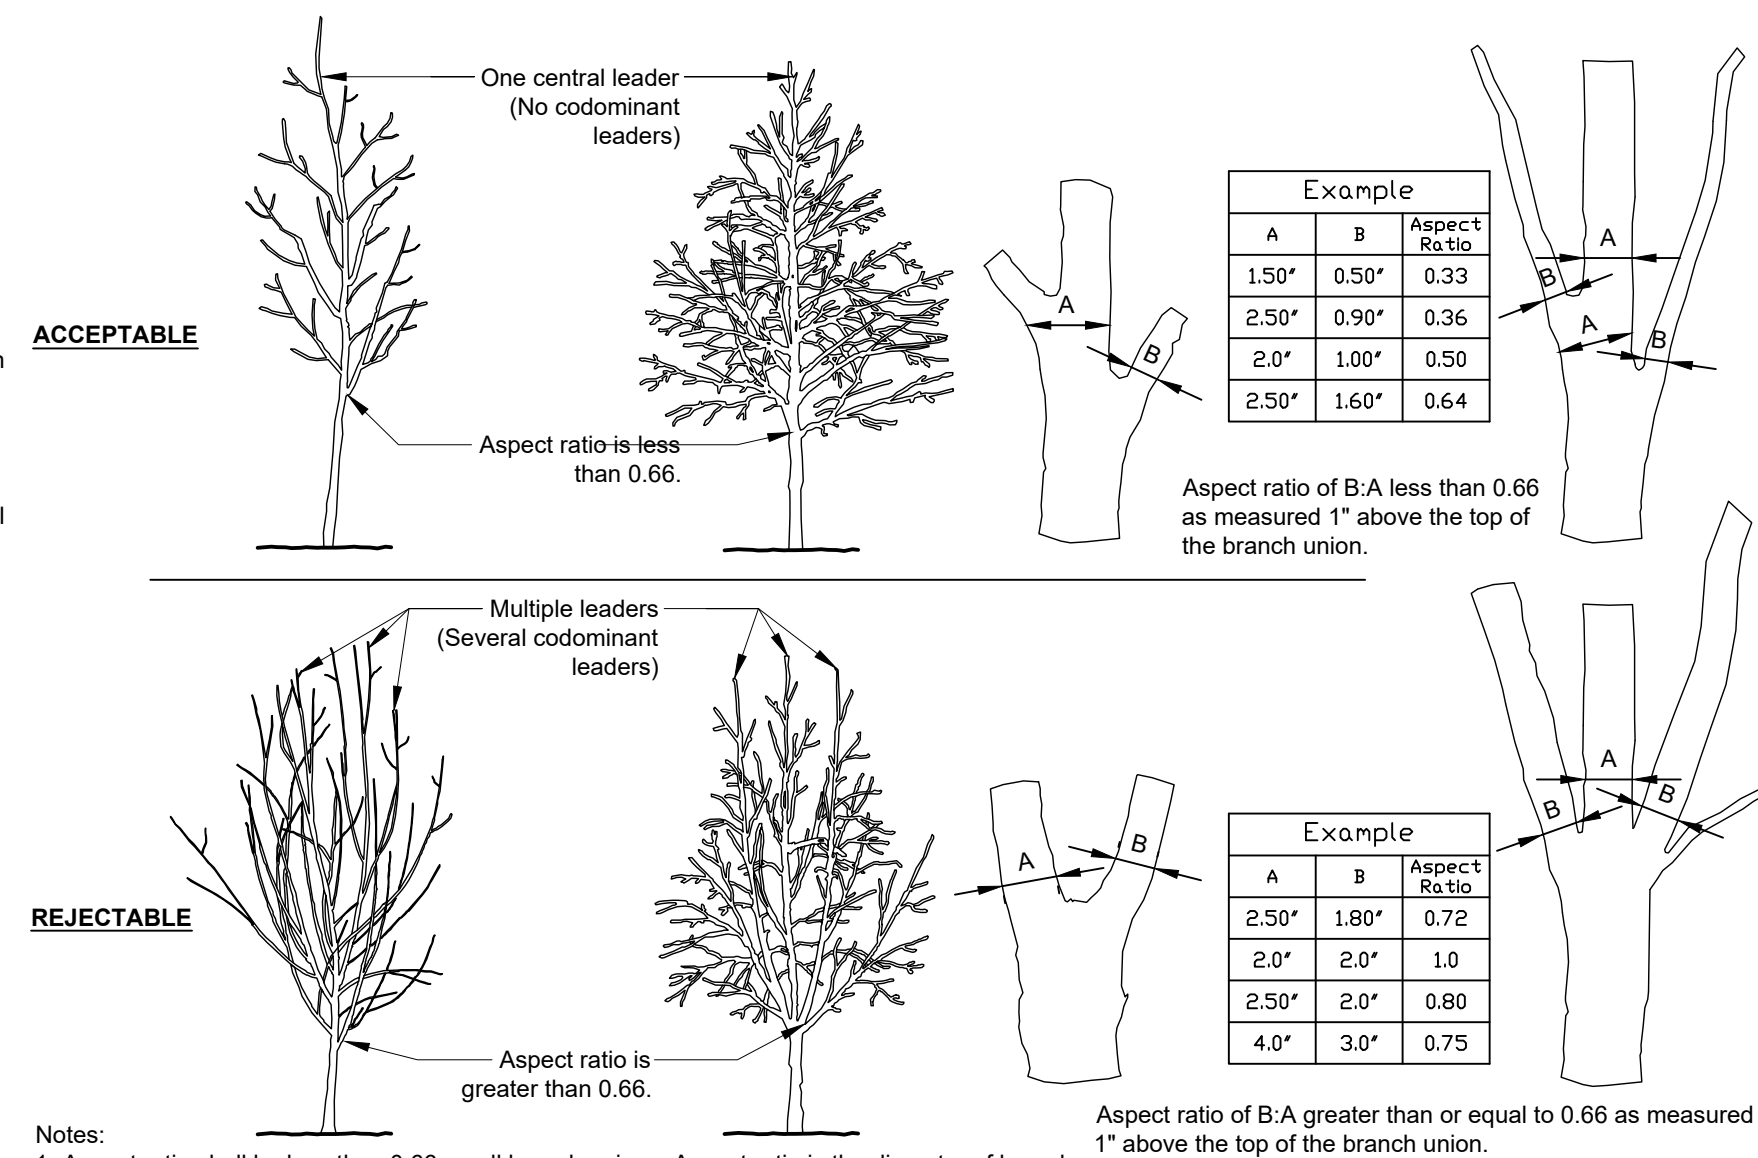 One central leader
(No codominant
leaders)
ACCEPTABLE
Aspect ratio is less
than 0.66.
A
B
Example
A B Aspect Ratio
1.50" 0.50" 0.33
2.50" 0.90" 0.36
2.0" 1.00" 0.50
2.50" 1.60" 0.64
A
B
A
B
Aspect ratio of B:A less than 0.66
as measured 1" above the top of
the branch union.
Multiple leaders
(Several codominant
leaders)
REJECTABLE
Aspect ratio is
greater than 0.66.
A
B
Example
A B Aspect Ratio
2.50" 1.80" 0.72
2.0" 2.0" 1.0
2.50" 2.0" 0.80
4.0" 3.0" 0.75
A
B
B
Aspect ratio of B:A greater than or equal to 0.66 as measured
1" above the top of the branch union.
Notes: